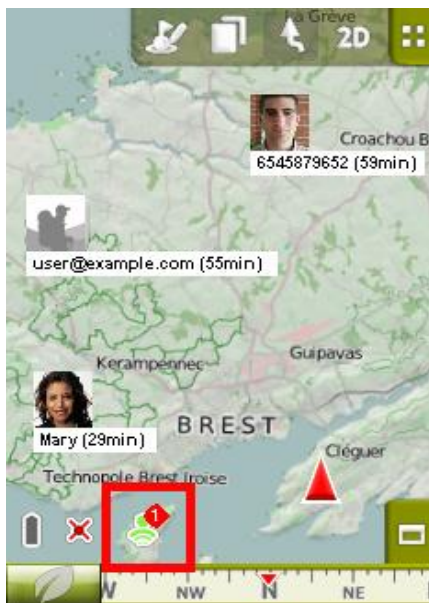 La Grève
2D
Croachou B
6545879652 (59min)
user@example.com (55min)
Kerampennec
Guipavas
BREST
Mary (29min)
Cléguer
Technopole Brest Iroise
1
W NW N NE